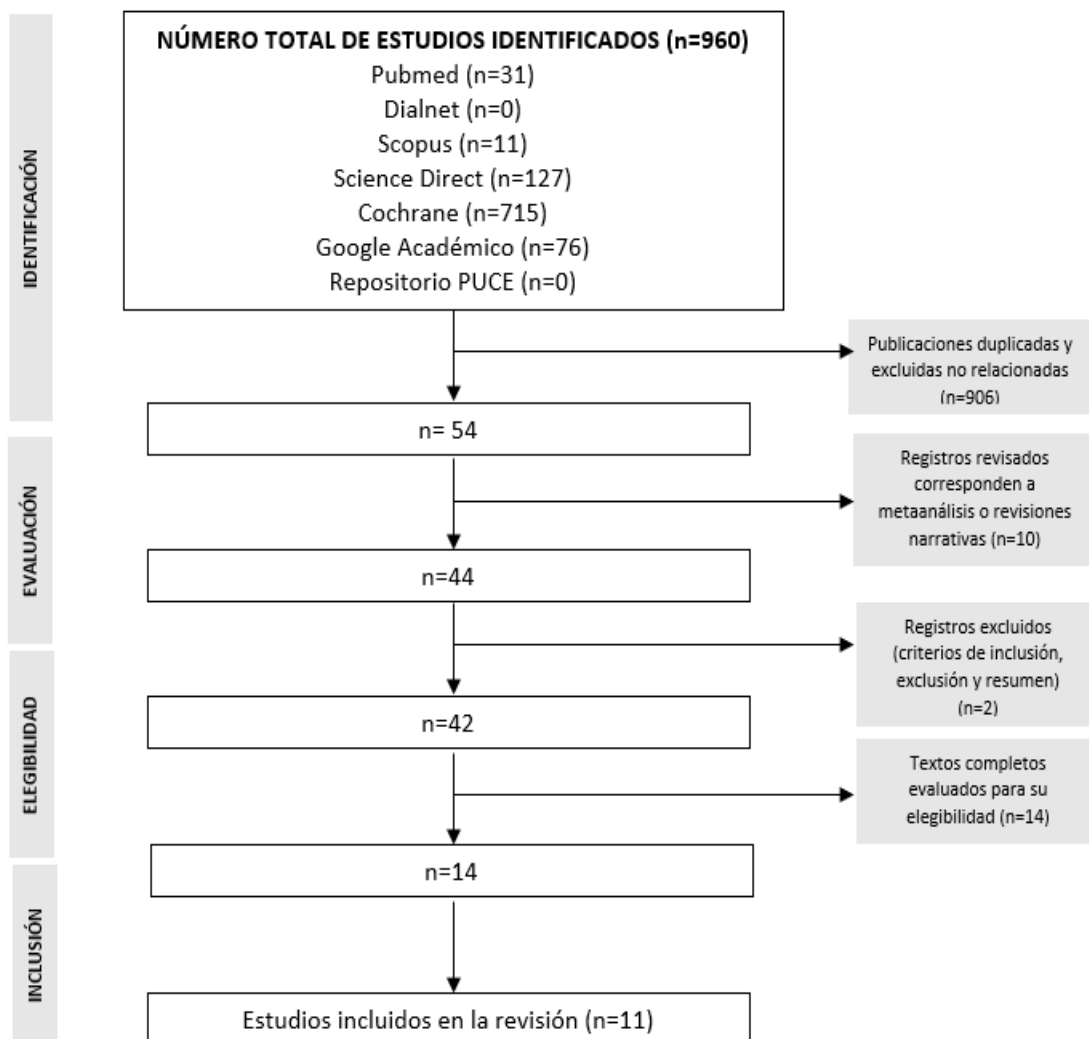 NÚMERO TOTAL DE ESTUDIOS IDENTIFICADOS (n=960)
Pubmed (n=31)
Dialnet (n=0)
Scopus (n=11)
Science Direct (n=127)
Cochrane (n=715)
Google Académico (n=76)
Repositorio PUCE (n=0)
IDENTIFICACIÓN
Publicaciones duplicadas y
excluidas no relacionadas
(n=906)
n= 54
Registros revisados
corresponden a
metaanálisis o revisiones
narrativas (n=10)
EVALUACIÓN
n=44
Registros excluidos
(criterios de inclusión,
exclusión y resumen)
(n=2)
n=42
ELEGIBILIDAD
Textos completos
evaluados para su
elegibilidad (n=14)
n=14
INCLUSIÓN
Estudios incluidos en la revisión (n=11)